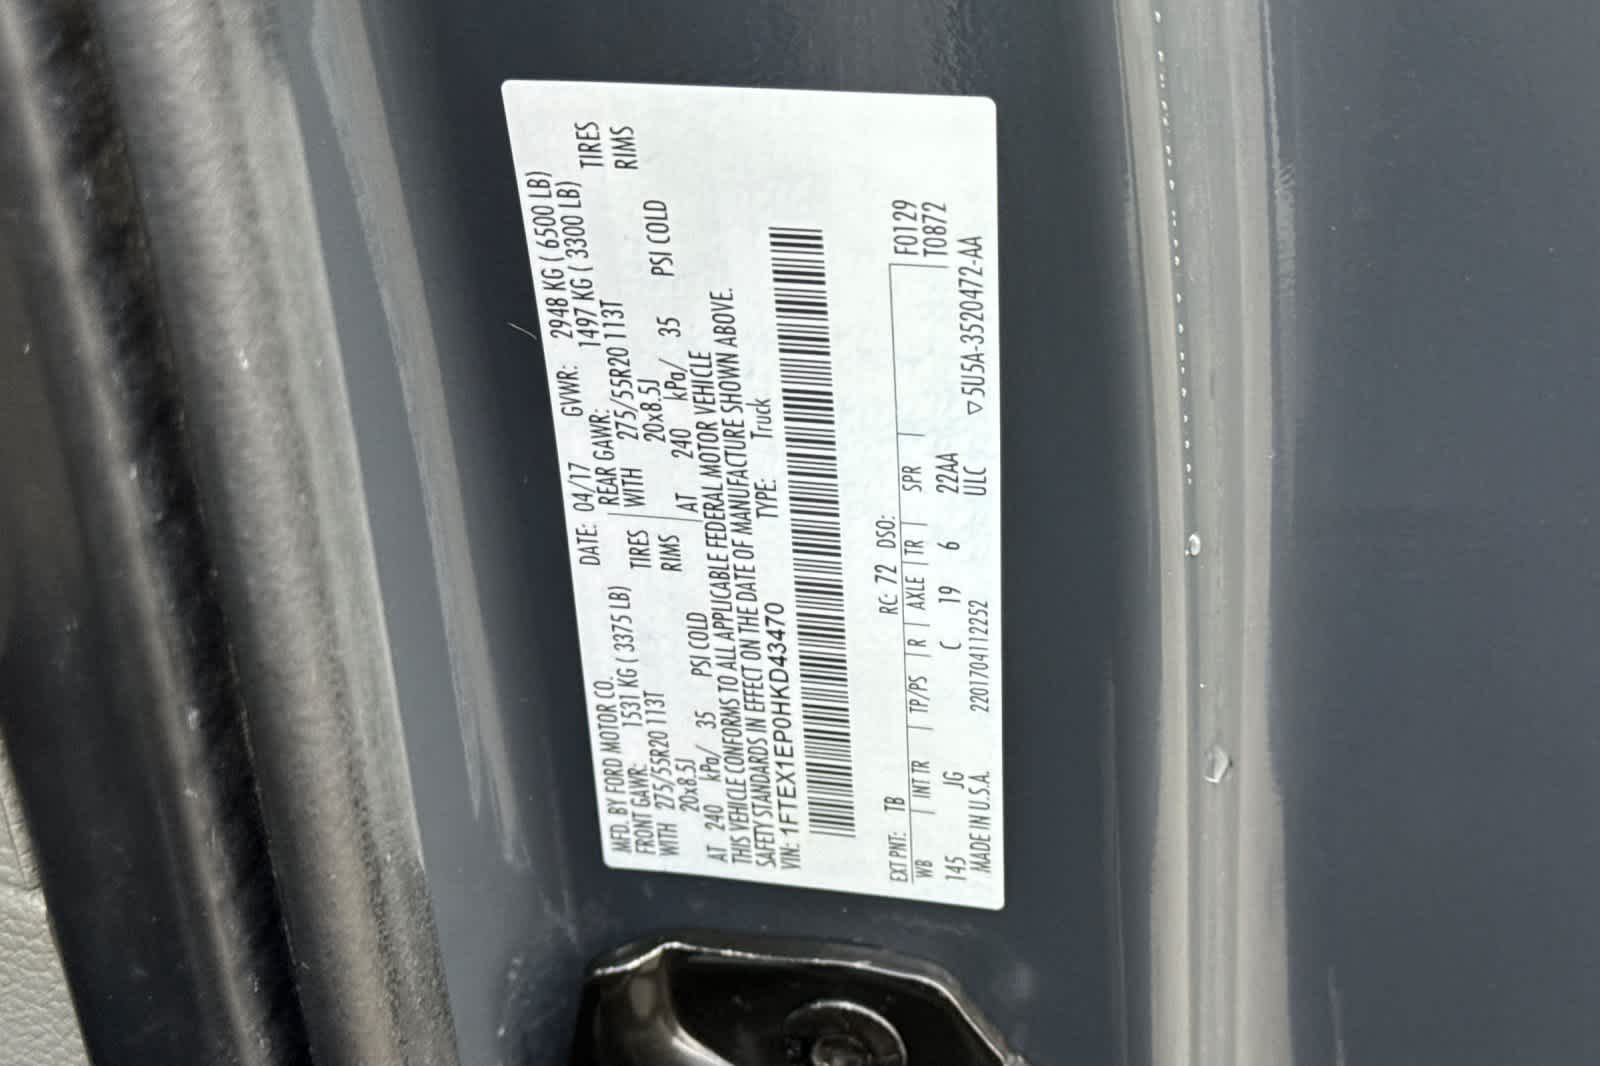 MFD. BY FORD MOTOR CO.
DATE: 04/17 GVWR: 2948 KG ( 6500 LB)
FRONT GAWR: 1531 KG ( 3375 LB) REAR GAWR: 1497 KG ( 3300 LB)
WITH 275/55R20 113T TIRES WITH 275/55R20 113T TIRES
20x8.5J RIMS 20x8.5J RIMS
AT 240 kPa/ 35 PSI COLD AT 240 kPa/ 35 PSI COLD
THIS VEHICLE CONFORMS TO ALL APPLICABLE FEDERAL MOTOR VEHICLE
SAFETY STANDARDS IN EFFECT ON THE DATE OF MANUFACTURE SHOWN ABOVE.
VIN: 1FTEX1EP0HKD43470 TYPE: Truck
EXT PNT: TB RC: 72 DSO: F0129
WB INT TR TP/PS R AXLE TR SPR T0872
145 JG C 19 6 22AA
MADE IN U.S.A. 220170411 2252 ULC ▽5U5A-3520472-AA